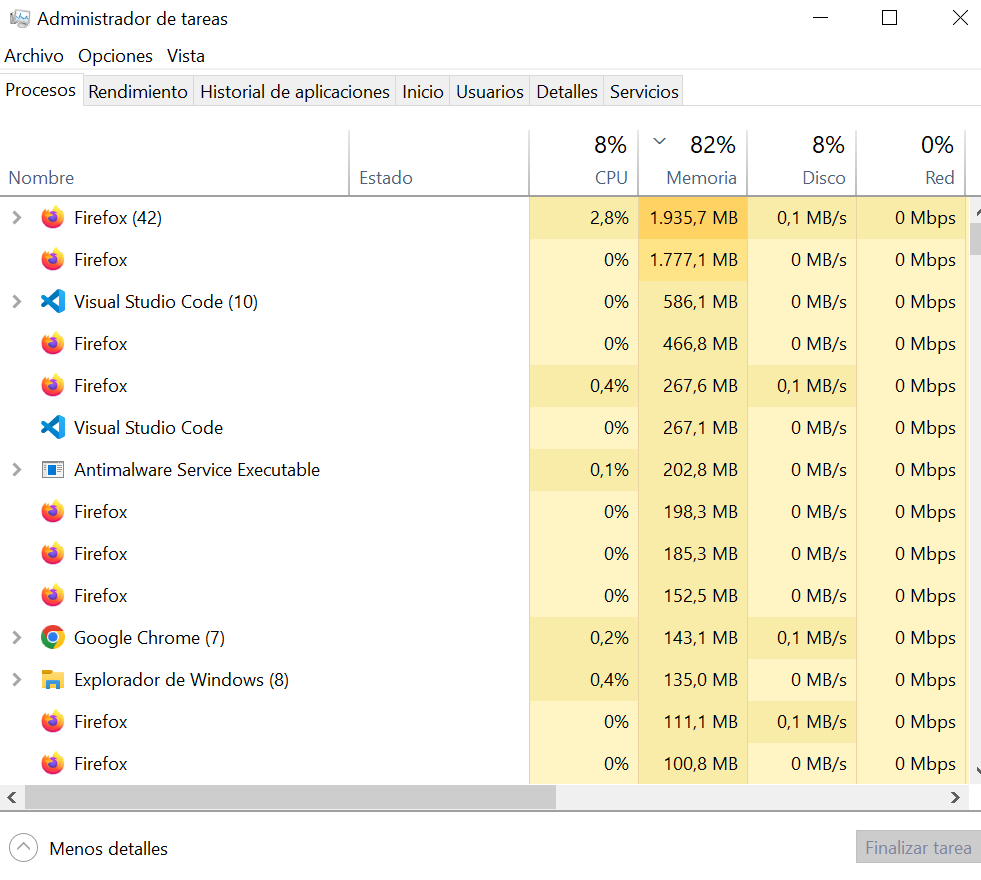 Administrador de tareas
Archivo Opciones Vista
Procesos Rendimiento Historial de aplicaciones Inicio Usuarios Detalles Servicios
8% 82% 8% 0%
Nombre Estado CPU Memoria Disco Red
Firefox (42) 2,8% 1.935,7 MB 0,1 MB/s 0 Mbps
Firefox 0% 1.777,1 MB 0 MB/s 0 Mbps
Visual Studio Code (10) 0% 586,1 MB 0 MB/s 0 Mbps
Firefox 0% 466,8 MB 0 MB/s 0 Mbps
Firefox 0,4% 267,6 MB 0,1 MB/s 0 Mbps
Visual Studio Code 0% 267,1 MB 0 MB/s 0 Mbps
Antimalware Service Executable 0,1% 202,8 MB 0 MB/s 0 Mbps
Firefox 0% 198,3 MB 0 MB/s 0 Mbps
Firefox 0% 185,3 MB 0 MB/s 0 Mbps
Firefox 0% 152,5 MB 0 MB/s 0 Mbps
Google Chrome (7) 0,2% 143,1 MB 0,1 MB/s 0 Mbps
Explorador de Windows (8) 0,4% 135,0 MB 0 MB/s 0 Mbps
Firefox 0% 111,1 MB 0,1 MB/s 0 Mbps
Firefox 0% 100,8 MB 0 MB/s 0 Mbps
Menos detalles Finalizar tarea